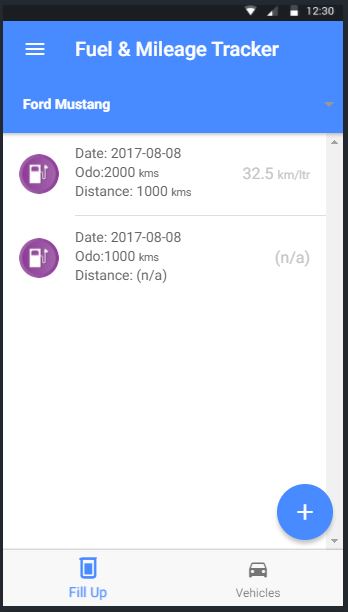 12:30
Fuel & Mileage Tracker
Ford Mustang
Date: 2017-08-08
Odo:2000 kms
32.5 km/ltr
Distance: 1000 kms
Date: 2017-08-08
Odo:1000 kms
(n/a)
Distance: (n/a)
Fill Up
Vehicles